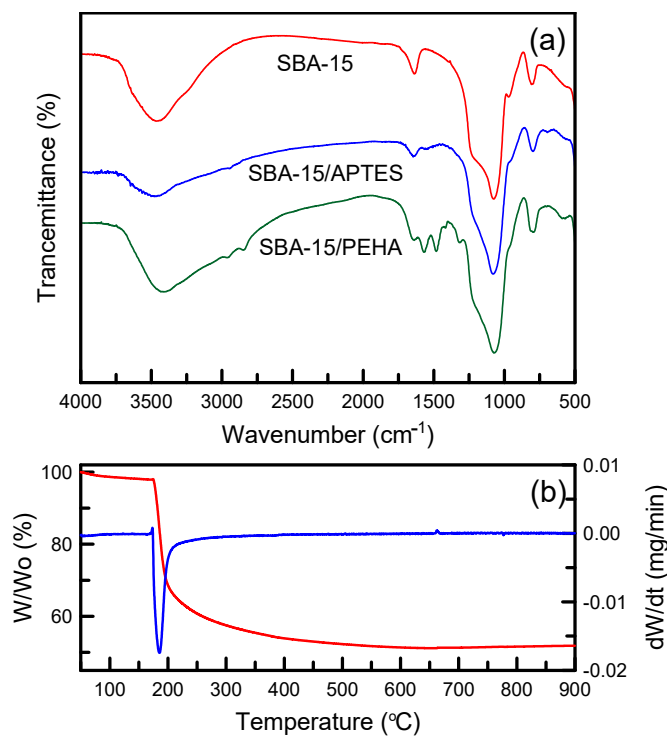 (a)
SBA-15
SBA-15/APTES
SBA-15/PEHA
Trancemittance (%)
4000 3500 3000 2500 2000 1500 1000 500
Wavenumber (cm⁻¹)
(b)
100
80
60
W/Wo (%)
0.01
0.00
-0.01
-0.02
dW/dt (mg/min)
100 200 300 400 500 600 700 800 900
Temperature (°C)